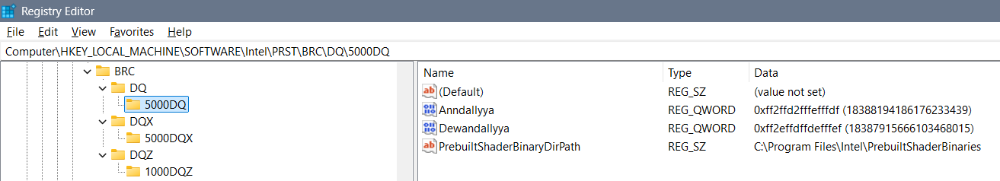 Registry Editor
File Edit View Favorites Help
Computer\HKEY_LOCAL_MACHINE\SOFTWARE\Intel\PRST\BRC\DQ\5000DQ
BRC
DQ
5000DQ
DQX
5000DQX
DQZ
1000DQZ
Name Type Data
(Default) REG_SZ (value not set)
Anndallyya REG_QWORD 0xff2ffd2fffefffdf (18388194186176233439)
Dewandallyya REG_QWORD 0xff2effdffdefffef (18387915666103468015)
PrebuiltShaderBinaryDirPath REG_SZ C:\Program Files\Intel\PrebuiltShaderBinaries